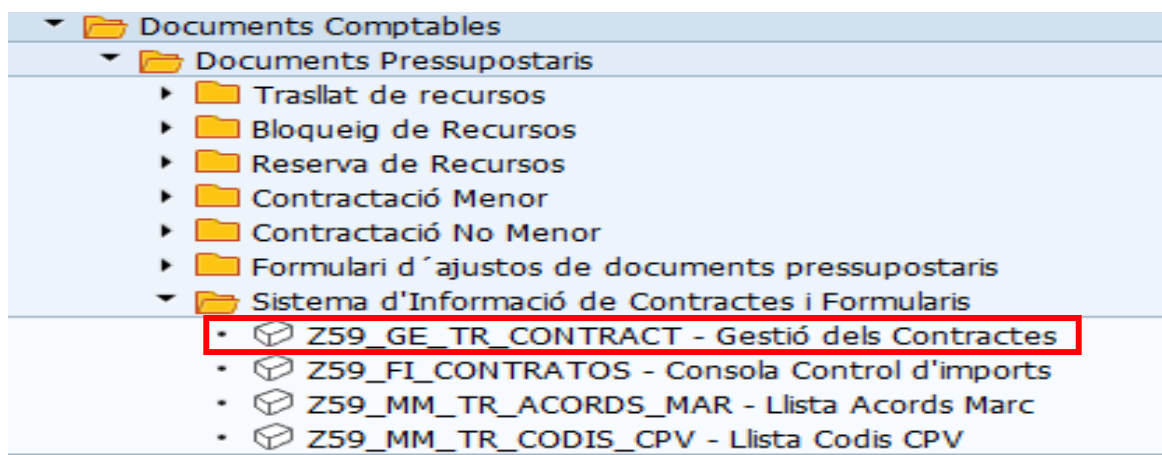 Documents Comptables
Documents Pressupostaris
Trasllat de recursos
Bloqueig de Recursos
Reserva de Recursos
Contractació Menor
Contractació No Menor
Formulari d´ajustos de documents pressupostaris
Sistema d'Informació de Contractes i Formularis
Z59_GE_TR_CONTRACT - Gestió dels Contractes
Z59_FI_CONTRATOS - Consola Control d'imports
Z59_MM_TR_ACORDS_MAR - Llista Acords Marc
Z59_MM_TR_CODIS_CPV - Llista Codis CPV